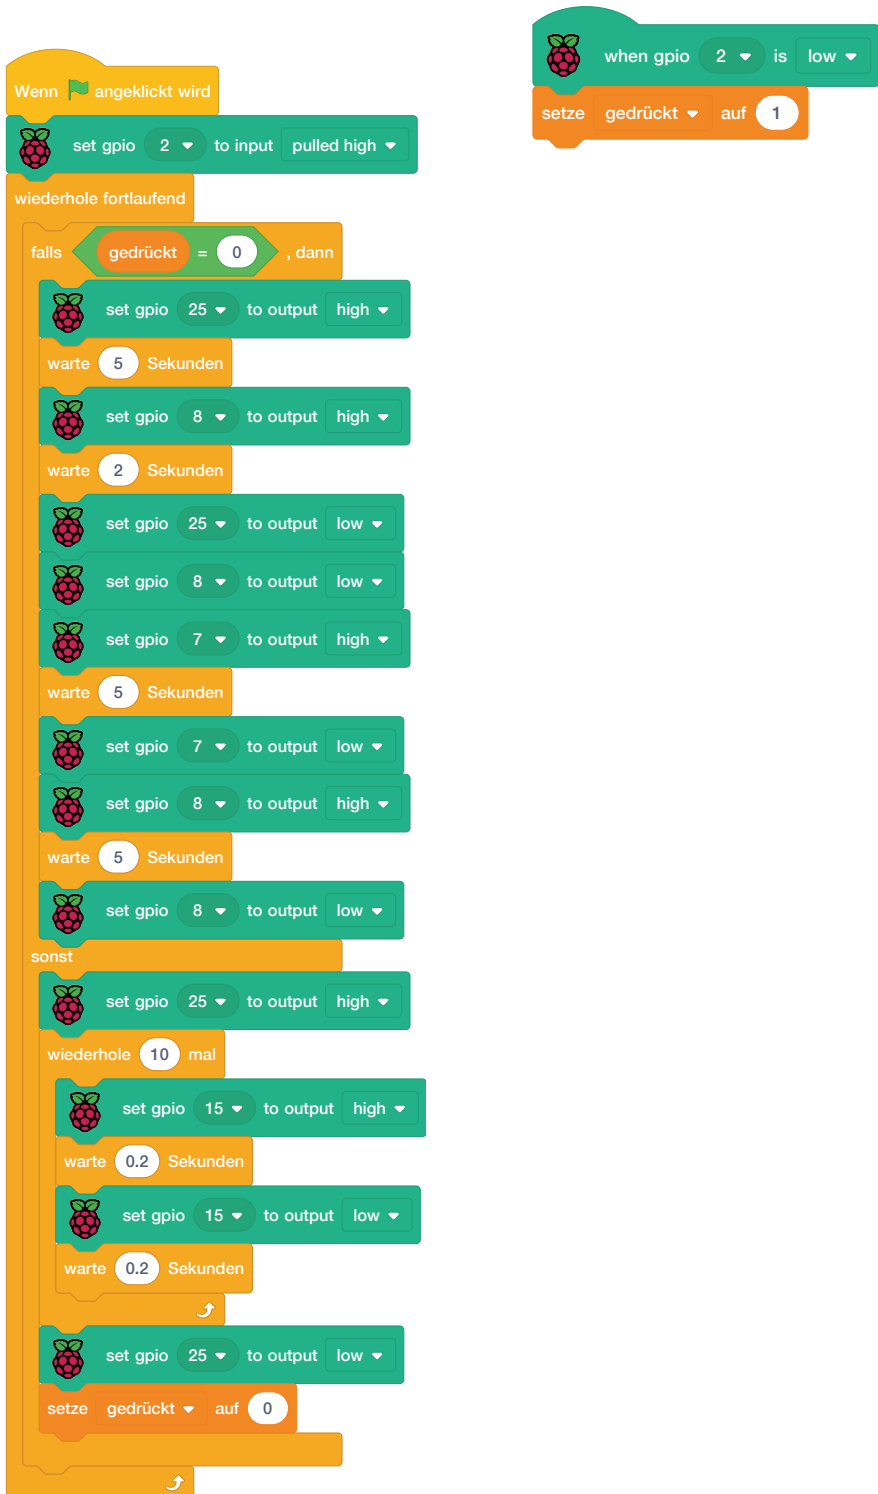 Wenn angeklickt wird
set gpio 2 to input pulled high
wiederhole fortlaufend
falls gedrückt = 0 , dann
set gpio 25 to output high
warte 5 Sekunden
set gpio 8 to output high
warte 2 Sekunden
set gpio 25 to output low
set gpio 8 to output low
set gpio 7 to output high
warte 5 Sekunden
set gpio 7 to output low
set gpio 8 to output high
warte 5 Sekunden
set gpio 8 to output low
sonst
set gpio 25 to output high
wiederhole 10 mal
set gpio 15 to output high
warte 0.2 Sekunden
set gpio 15 to output low
warte 0.2 Sekunden
set gpio 25 to output low
setze gedrückt auf 0
when gpio 2 is low
setze gedrückt auf 1